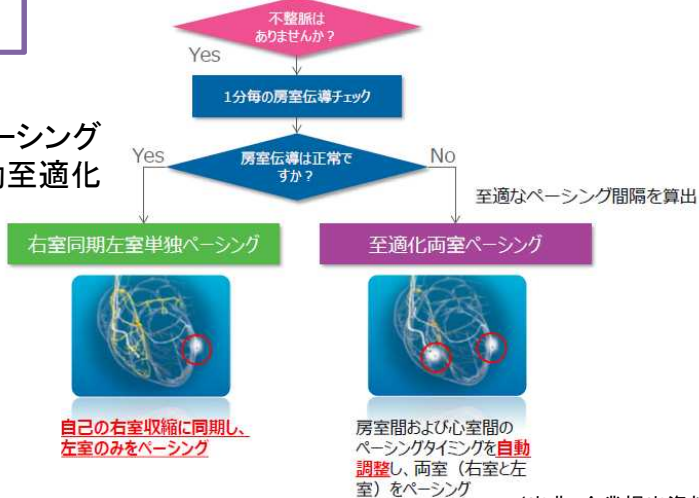 不整脈は
ありませんか？
Yes
1分毎の房室伝導チェック
ーシング
Yes
房室伝導は正常で
すか？
No
至適化
至適なペーシング間隔を算出
右室同期左室単独ペーシング
至適化両室ペーシング
自己の右室収縮に同期し、
左室のみをペーシング
房室間および心室間の
ペーシングタイミングを自動
調整し、両室（右室と左
室）をペーシング